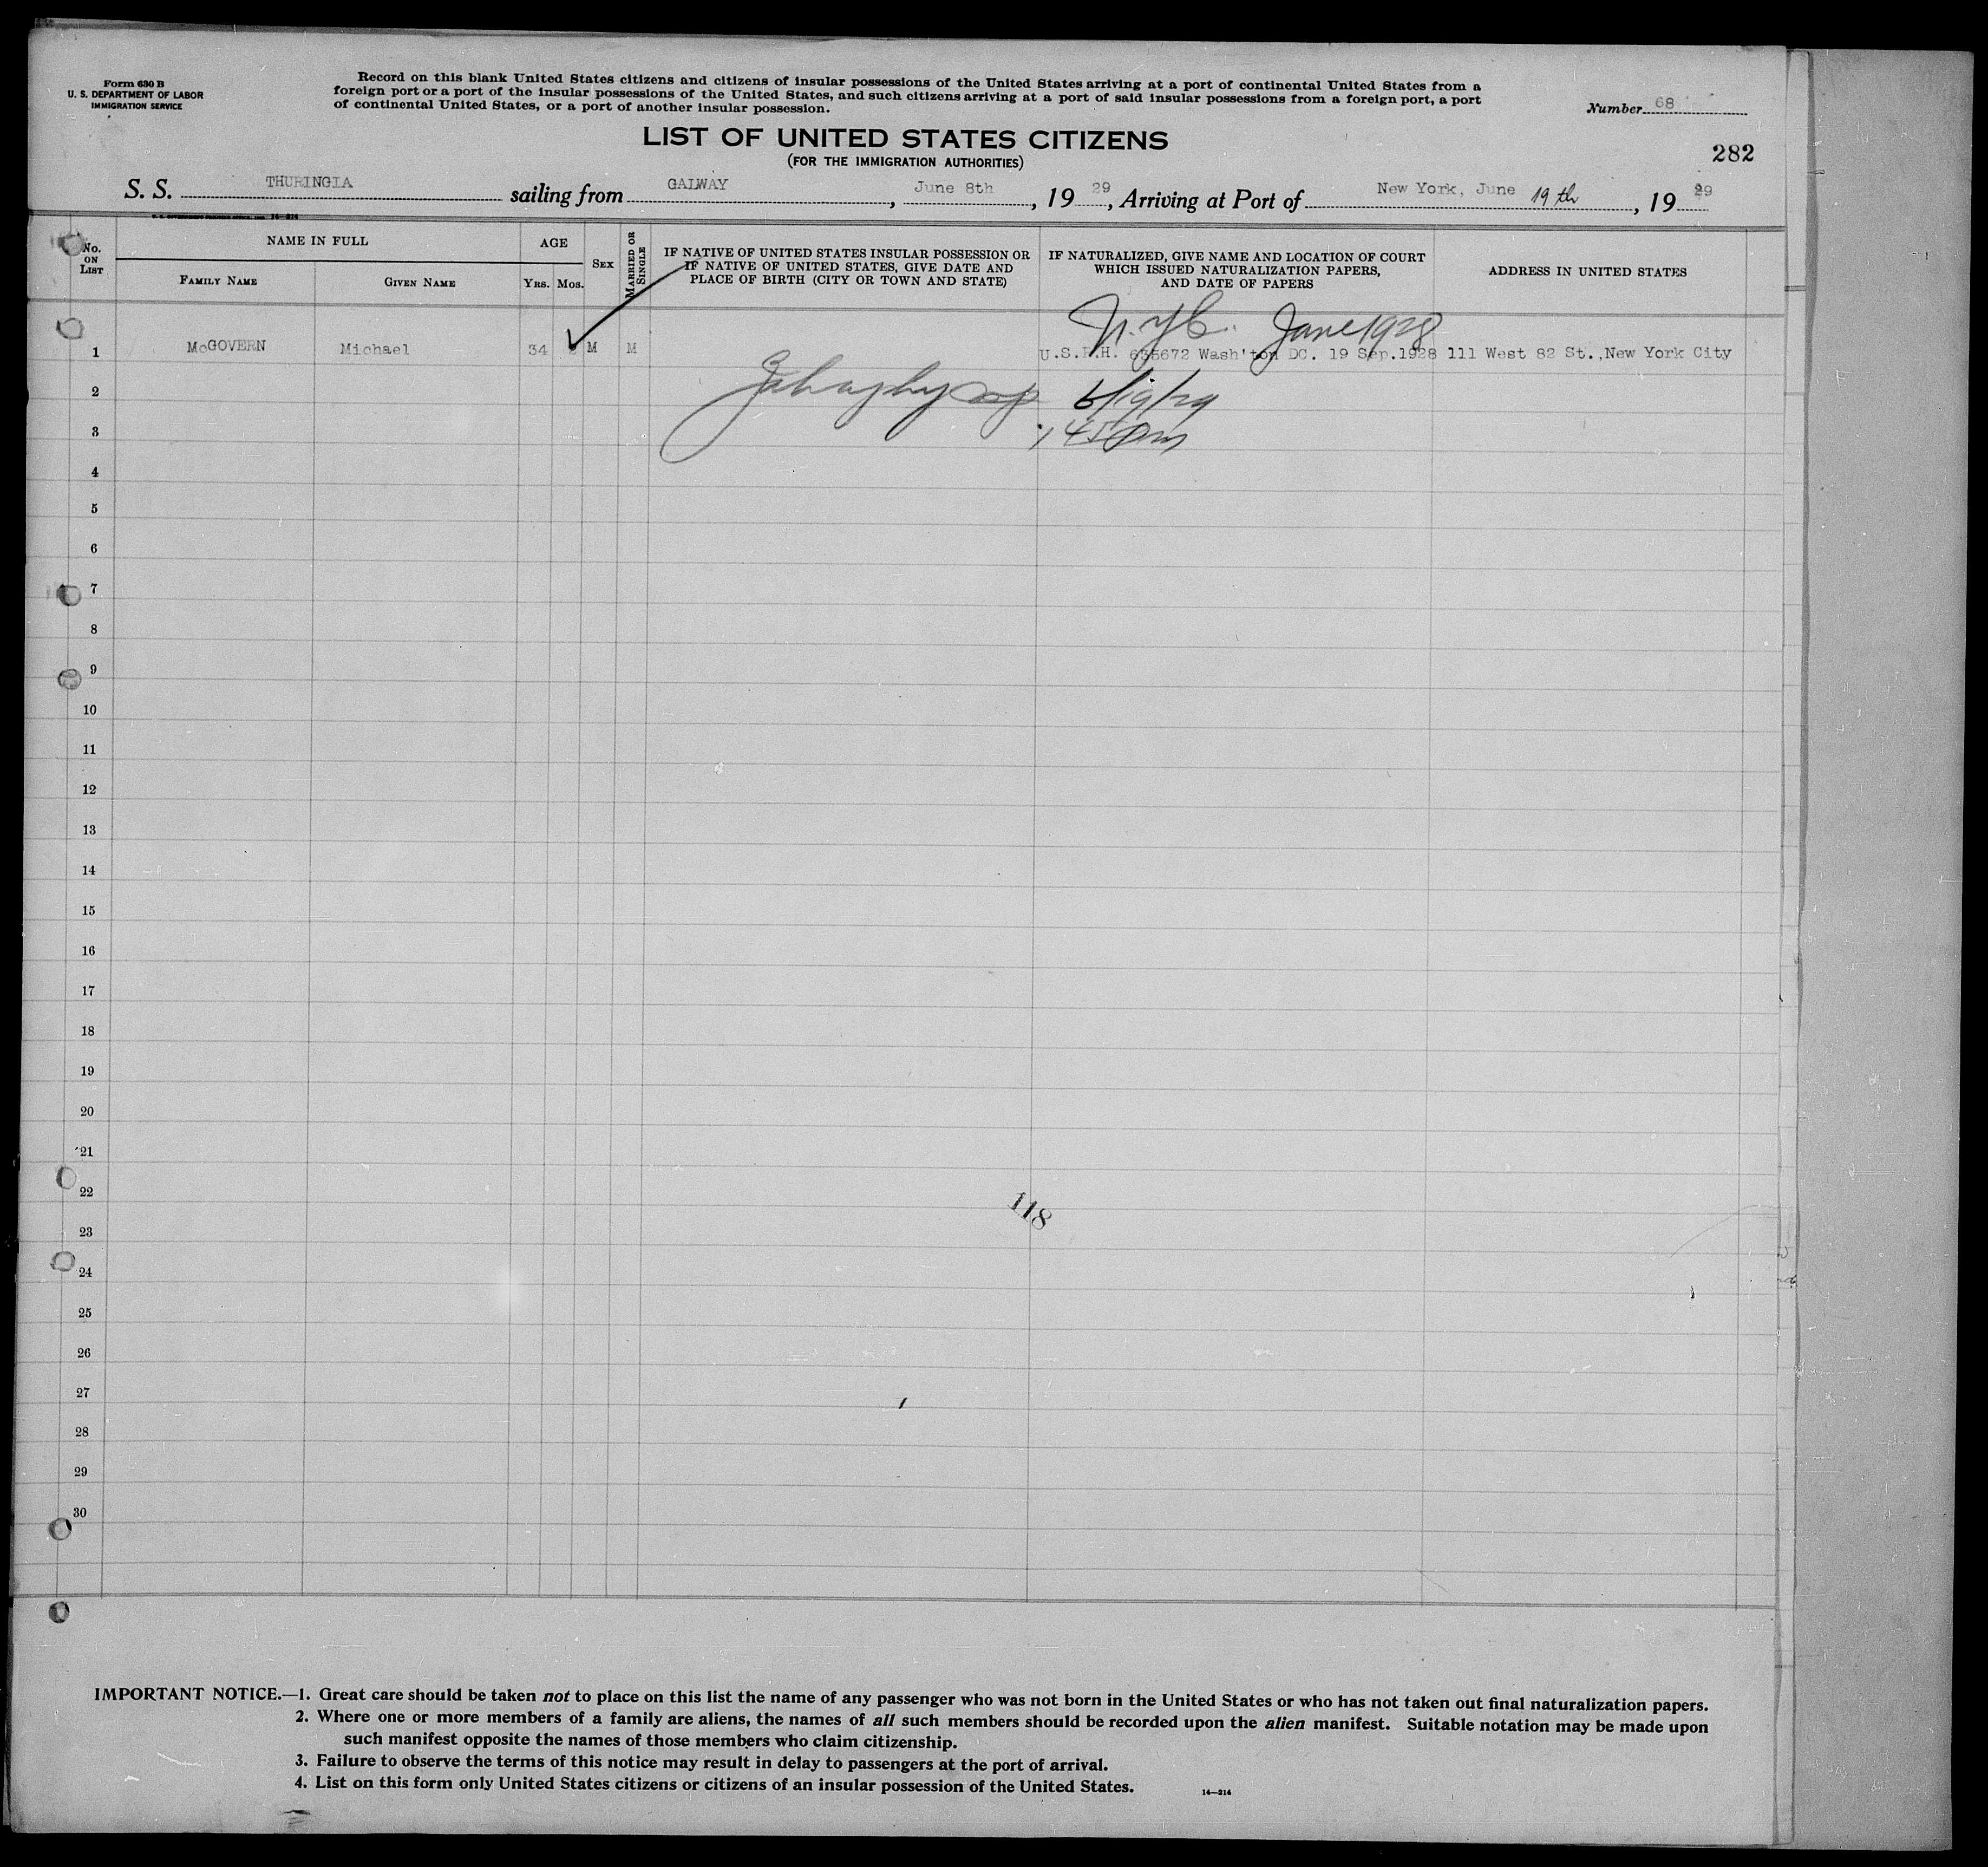 Form 630 B
U. S. DEPARTMENT OF LABOR
IMMIGRATION SERVICE
Record on this blank United States citizens and citizens of insular possessions of the United States arriving at a port of continental United States from a
foreign port or a port of the insular possessions of the United States, and such citizens arriving at a port of said insular possessions from a foreign port, a port
of continental United States, or a port of another insular possession.
Number 68
LIST OF UNITED STATES CITIZENS
(FOR THE IMMIGRATION AUTHORITIES)
282
S. S. THURINGIA sailing from GALWAY, June 8th, 19 29, Arriving at Port of New York, June 19th, 19 29
No. ON LIST
NAME IN FULL
FAMILY NAME
GIVEN NAME
AGE
YRS. MOS.
SEX
MARRIED OR SINGLE
IF NATIVE OF UNITED STATES INSULAR POSSESSION OR
IF NATIVE OF UNITED STATES, GIVE DATE AND
PLACE OF BIRTH (CITY OR TOWN AND STATE)
IF NATURALIZED, GIVE NAME AND LOCATION OF COURT
WHICH ISSUED NATURALIZATION PAPERS,
AND DATE OF PAPERS
ADDRESS IN UNITED STATES
N.Y.C. June 1928
1 McGOVERN Michael 34 M M U.S.P.H. 635672 Wash'ton DC. 19 Sep.1928 111 West 82 St.,New York City
2 6/19/29
3 145 Pm
4
5
6
7
8
9
10
11
12
13
14
15
16
17
18
19
20
21
22
118
23
24
25
26
27
28
29
30
IMPORTANT NOTICE.—1. Great care should be taken not to place on this list the name of any passenger who was not born in the United States or who has not taken out final naturalization papers.
2. Where one or more members of a family are aliens, the names of all such members should be recorded upon the alien manifest. Suitable notation may be made upon
such manifest opposite the names of those members who claim citizenship.
3. Failure to observe the terms of this notice may result in delay to passengers at the port of arrival.
4. List on this form only United States citizens or citizens of an insular possession of the United States.
14—214